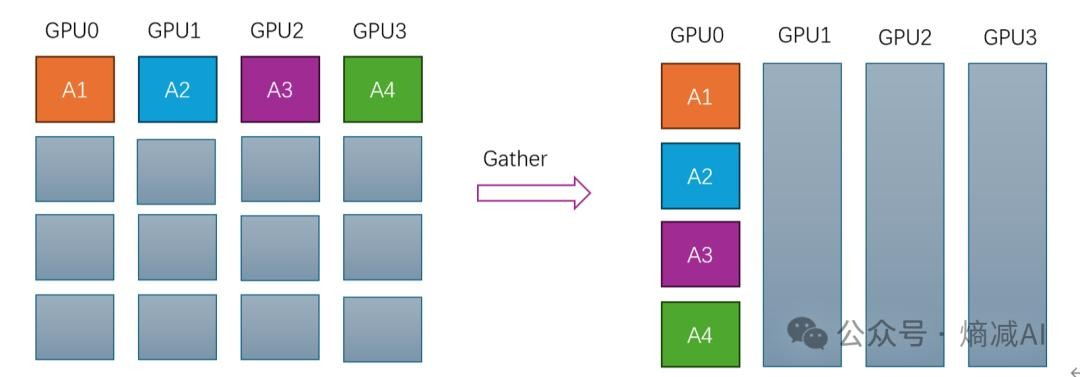 GPU0 GPU1 GPU2 GPU3
A1 A2 A3 A4
Gather
GPU0 GPU1 GPU2 GPU3
A1
A2
A3
A4
公众号 · 熵减AI